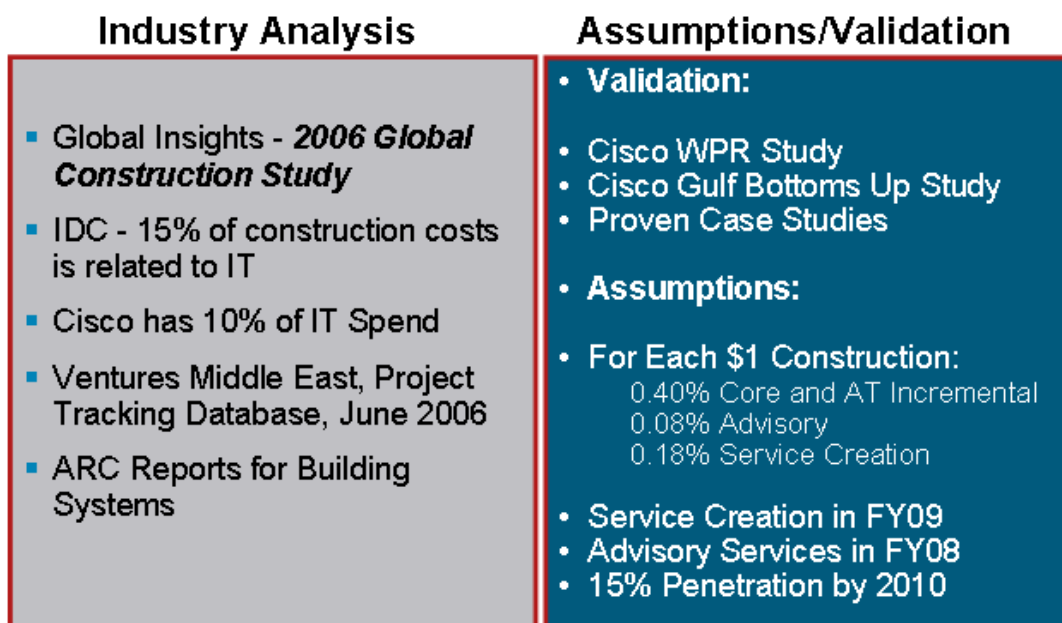 Industry Analysis
Global Insights - 2006 Global
Construction Study
IDC - 15% of construction costs
is related to IT
Cisco has 10% of IT Spend
Ventures Middle East, Project
Tracking Database, June 2006
ARC Reports for Building
Systems
Assumptions/Validation
• Validation:
• Cisco WPR Study
• Cisco Gulf Bottoms Up Study
• Proven Case Studies
• Assumptions:
• For Each $1 Construction:
0.40% Core and AT Incremental
0.08% Advisory
0.18% Service Creation
• Service Creation in FY09
• Advisory Services in FY08
• 15% Penetration by 2010